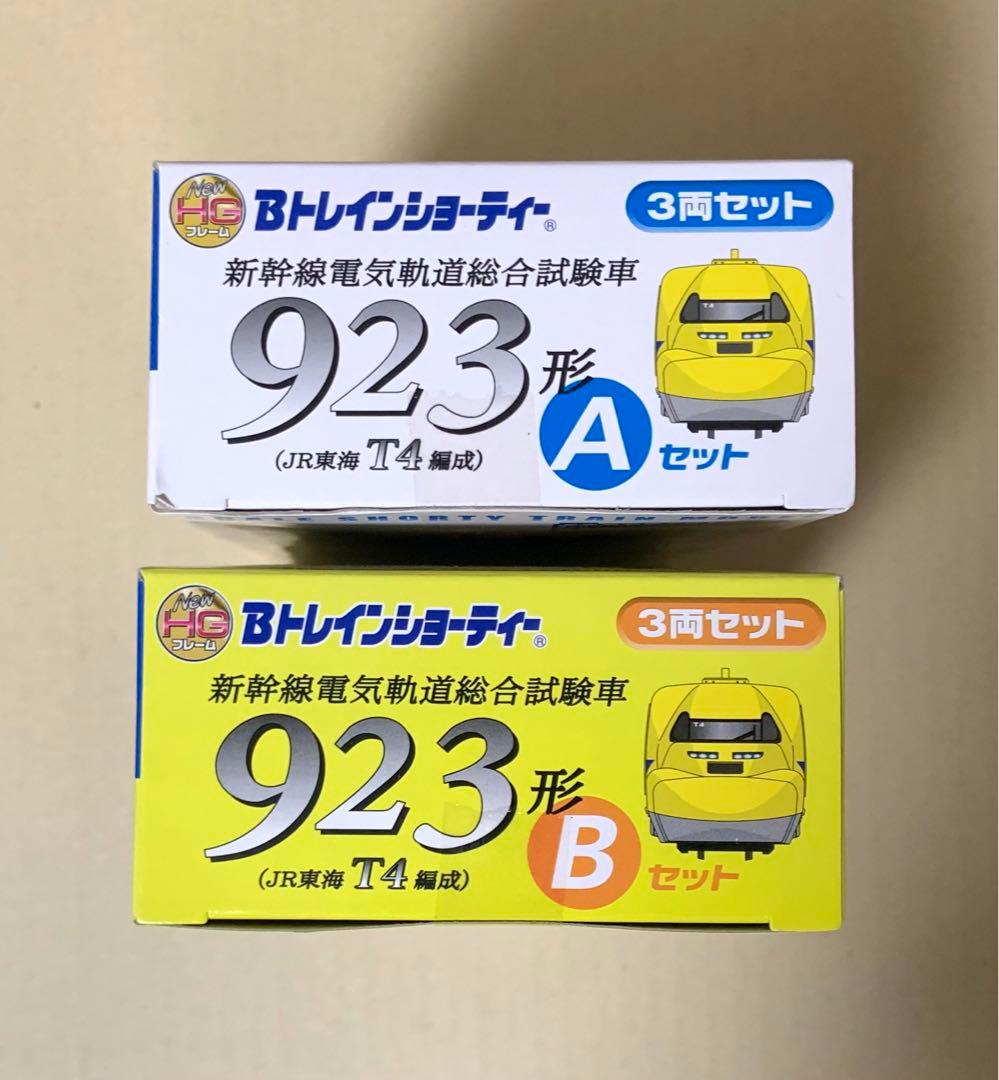 New
HG
フレーム
Bトレインショーティー®
3両セット
新幹線電気軌道総合試験車
923形
T4
(JR東海 T4 編成)
Aセット
SHORTY TRAIN
New
HG
フレーム
Bトレインショーティー®
3両セット
新幹線電気軌道総合試験車
923形
T4
(JR東海 T4 編成)
Bセット